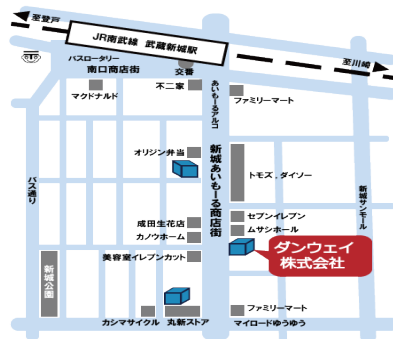 至登戸
JR南武線 武蔵新城駅
至川崎
バスロータリー
南口商店街
交番
マクドナルド
不二家
あいもーるアルコ
ファミリーマート
オリジン弁当
新城あいもーる商店街
トモズ.ダイソー
バス通り
新城サンモール
成田生花店
カノウホーム
セブンイレブン
ムサシホール
美容室イレブンカット
ダンウェイ
株式会社
新城公園
カシマサイクル
丸新ストア
ファミリーマート
マイロードゆうゆう